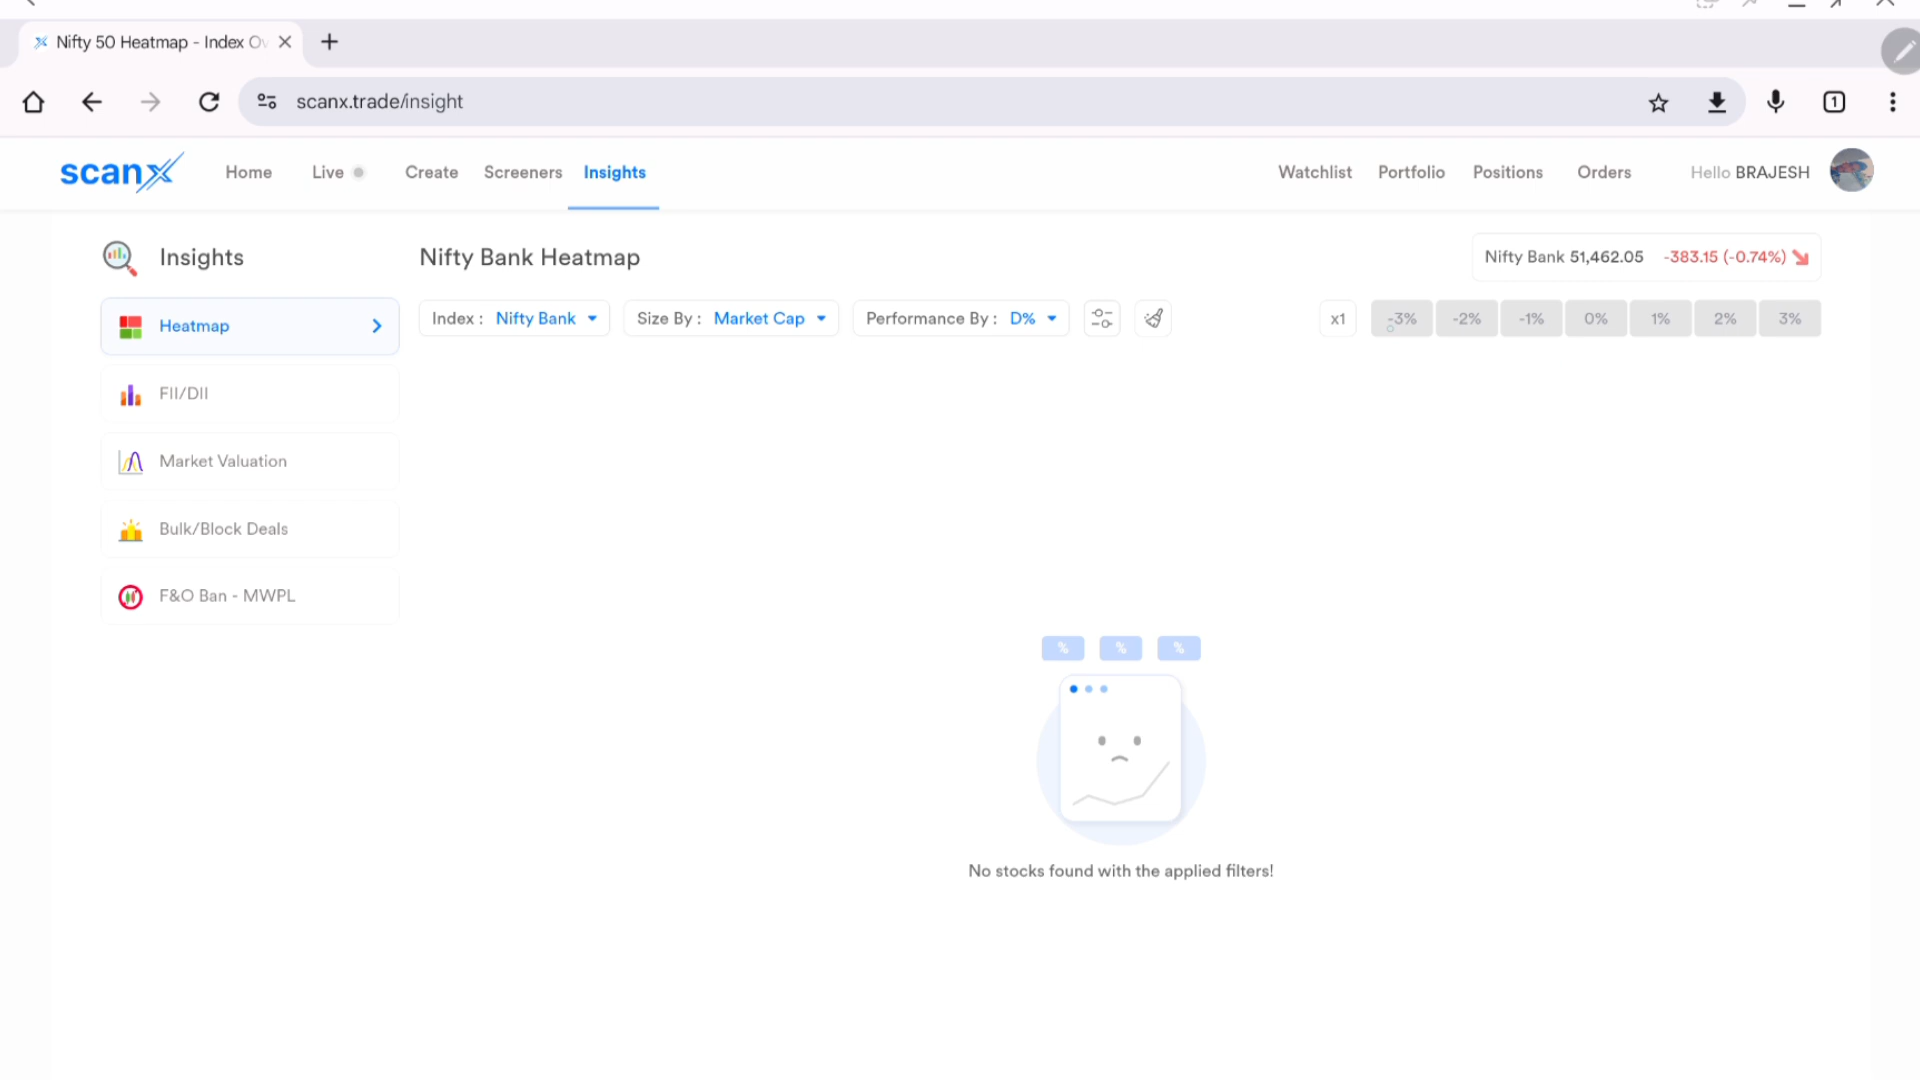 Nifty 50 Heatmap - Index Ov
scanx.trade/insight
1
scanx
Home
Live
Create
Screeners
Insights
Watchlist
Portfolio
Positions
Orders
Hello BRAJESH
Insights
Nifty Bank Heatmap
Nifty Bank 51,462.05 -383.15 (-0.74%)
Heatmap
Index : Nifty Bank
Size By : Market Cap
Performance By : D%
x1
-3%
-2%
-1%
0%
1%
2%
3%
FII/DII
Market Valuation
Bulk/Block Deals
F&O Ban - MWPL
% % %
No stocks found with the applied filters!